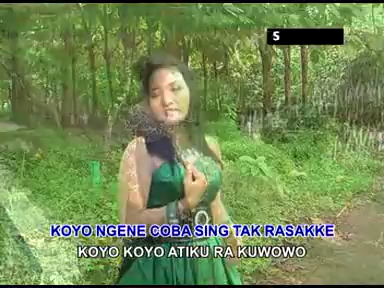 S
KOYO NGENE COBA SING TAK RASAKKE
KOYO KOYO ATIKU RA KUWOWO